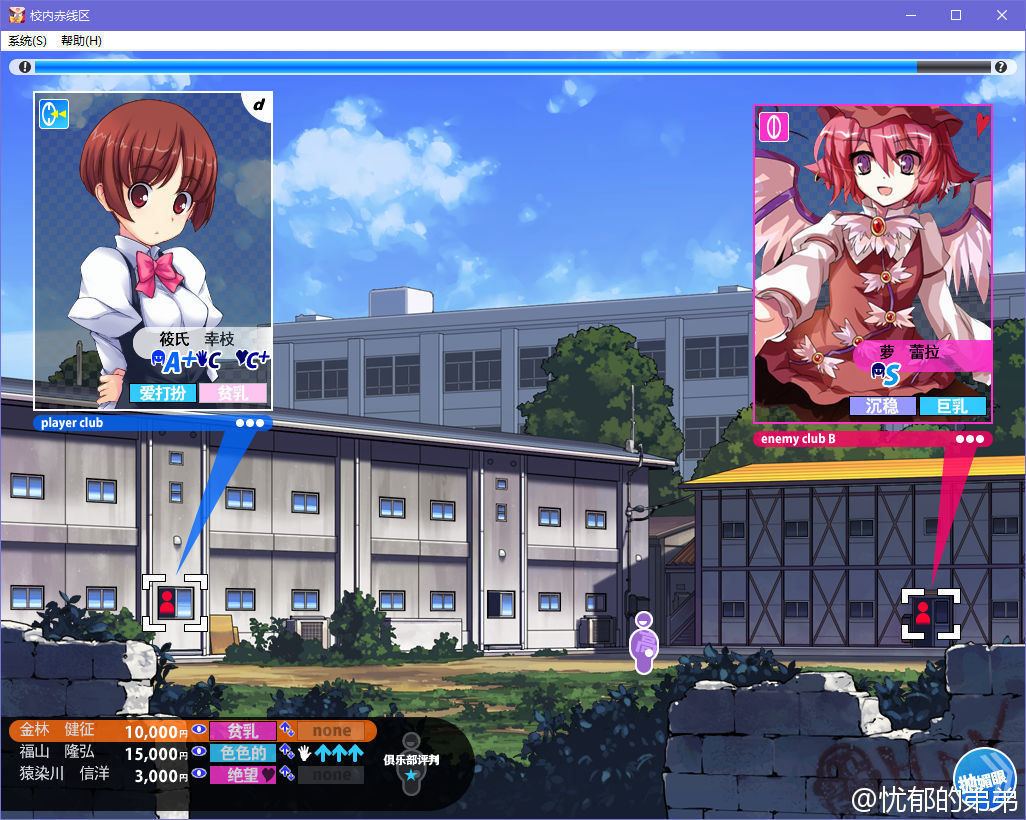 校内赤线区
系统(S) 帮助(H)
!
?
d
筱氏 幸枝
A+ C C+
爱打扮 贫乳
player club
萝 蕾拉
S
沉稳 巨乳
enemy club B
金林 健征 10,000円 贫乳 none
福山 隆弘 15,000円 色色的
猿染川 信洋 3,000円 绝望 none
俱乐部评判
抛媚眼
@忧郁的弟弟